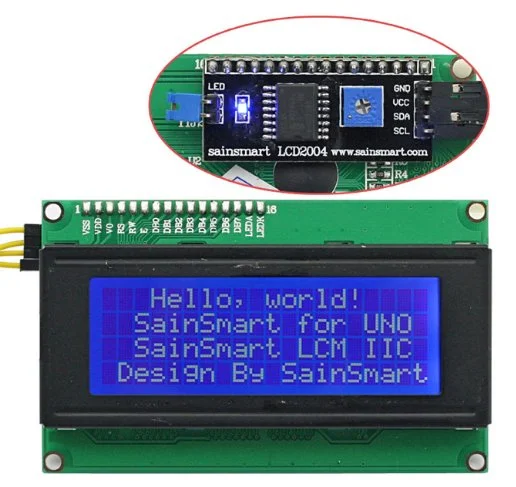 16
LED
GND
VCC
SDA
SCL
sainsmart LCD2004 www.sainsmart.com
R4
1
16
VSS
VDD
VO
RS
RW
E
DB0
DB1
DB2
DB3
DB4
DB5
DB6
DB7
LEDA
LEDK
Hello, world!
SainSmart for UNO
SainSmart LCM IIC
Design By SainSmart